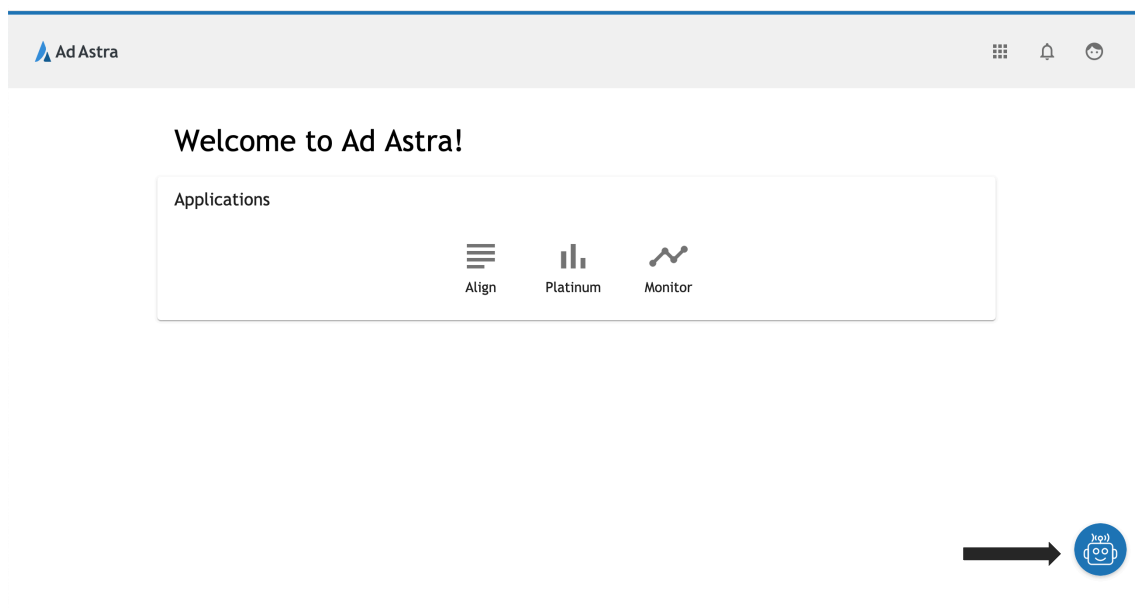 Ad Astra
Welcome to Ad Astra!
Applications
Align Platinum Monitor